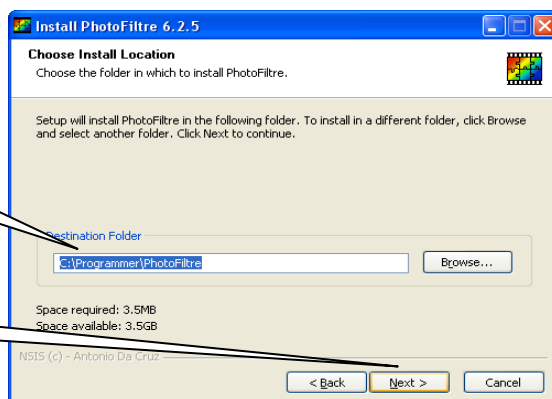 Install PhotoFiltre 6.2.5
Choose Install Location
Choose the folder in which to install PhotoFiltre.
Setup will install PhotoFiltre in the following folder. To install in a different folder, click Browse
and select another folder. Click Next to continue.
Destination Folder
C:\Programmer\PhotoFiltre
Browse...
Space required: 3.5MB
Space available: 3.5GB
NSIS (c) - Antonio Da Cruz
< Back
Next >
Cancel